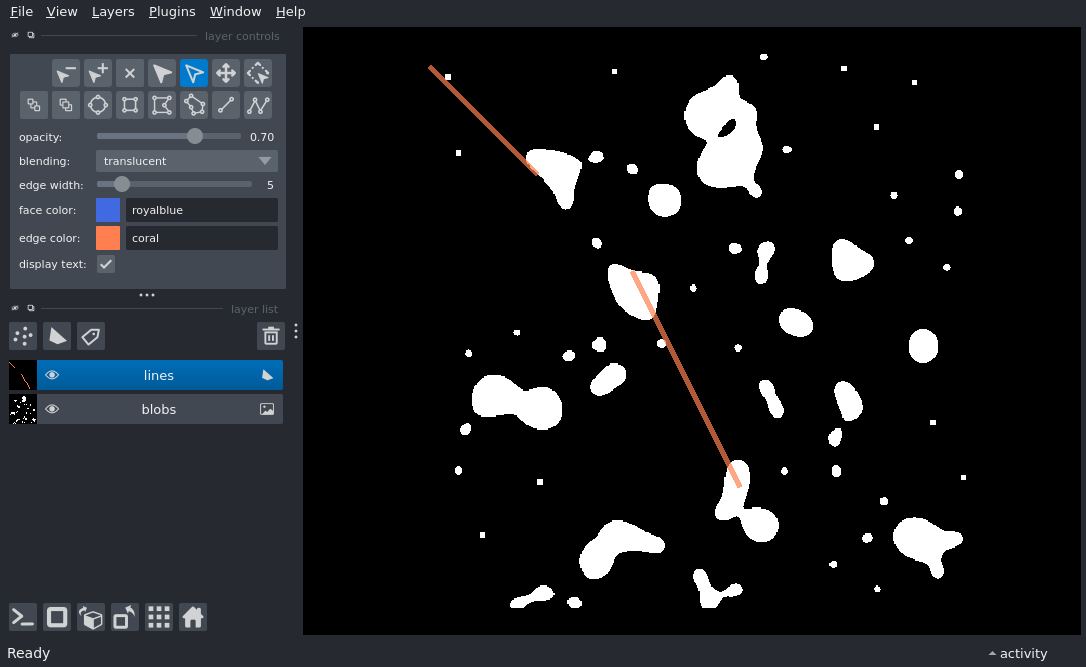 File View Layers Plugins Window Help
layer controls
opacity: 0.70
blending: translucent
edge width: 5
face color: royalblue
edge color: coral
display text:
layer list
lines
blobs
Ready activity